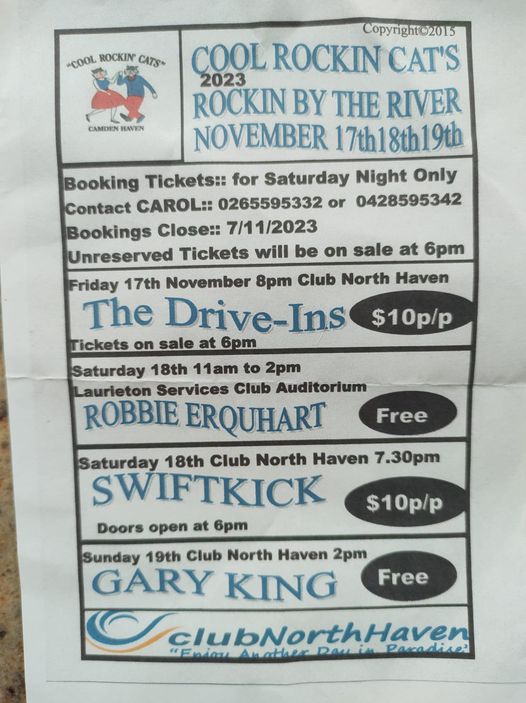 Copyright©2015
"COOL ROCKIN' CATS"
CAMDEN HAVEN
COOL ROCKIN CAT'S
2023
ROCKIN BY THE RIVER
NOVEMBER 17th18th19th
Booking Tickets:: for Saturday Night Only
Contact CAROL:: 0265595332 or 0428595342
Bookings Close:: 7/11/2023
Unreserved Tickets will be on sale at 6pm
Friday 17th November 8pm Club North Haven
The Drive-Ins $10p/p
Tickets on sale at 6pm
Saturday 18th 11am to 2pm
Laurieton Services Club Auditorium
ROBBIE ERQUHART Free
Saturday 18th Club North Haven 7.30pm
SWIFTKICK $10p/p
Doors open at 6pm
Sunday 19th Club North Haven 2pm
GARY KING Free
clubNorthHaven
"Enjoy Another Day in Paradise"